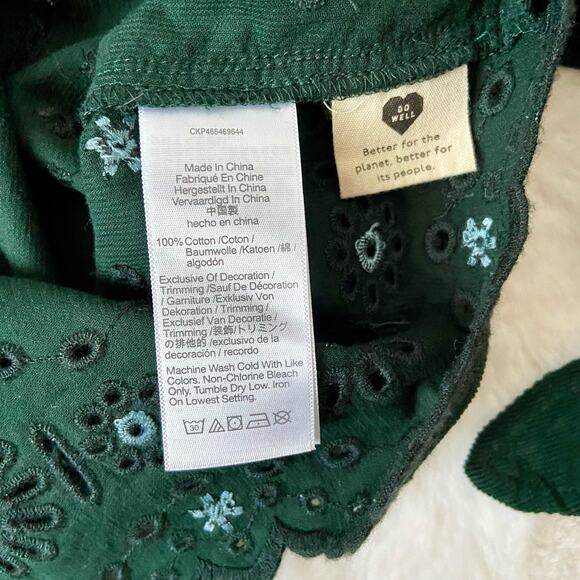 CKP465469644
Made In China
Fabriqué En Chine
Hergestellt In China
Vervaardigd In China
中国製
hecho en china
100% Cotton /Coton /
Baumwolle /Katoen /綿 /
algodón
Exclusive Of Decoration /
Trimming /Sauf De Décoration
/ Garniture /Exklusiv Von
Dekoration /
Trimming /
Exclusief Van Decoratie /
Trimming /装飾/トリミング
の排他的 / exclusivo de la
decoración / recordo
Machine Wash Cold With Like
Colors. Non-Chlorine Bleach
Only. Tumble Dry Low. Iron
On Lowest Setting.
30
DO
WELL
Better for the
planet, better for
its people.